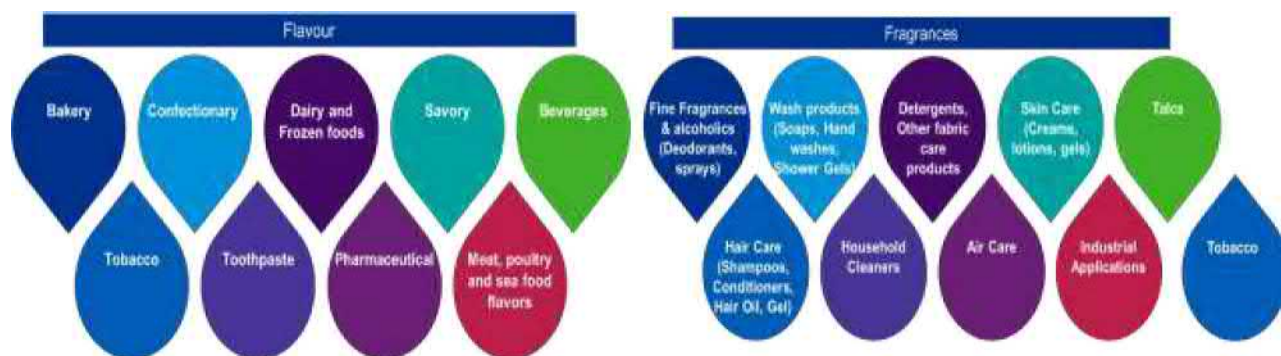 Flavour
Bakery
Confectionary
Dairy and
Frozen foods
Savory
Beverages
Tobacco
Toothpaste
Pharmaceutical
Meat, poultry
and sea food
flavors
Fragrances
Fine Fragrances
& alcoholics
(Deodorants,
sprays)
Wash products
(Soaps, Hand
washes,
Shower Gels)
Detergents,
Other fabric
care
products
Skin Care
(Creams,
lotions, gels)
Talcs
Hair Care
(Shampoos,
Conditioners,
Hair Oil, Gel)
Household
Cleaners
Air Care
Industrial
Applications
Tobacco